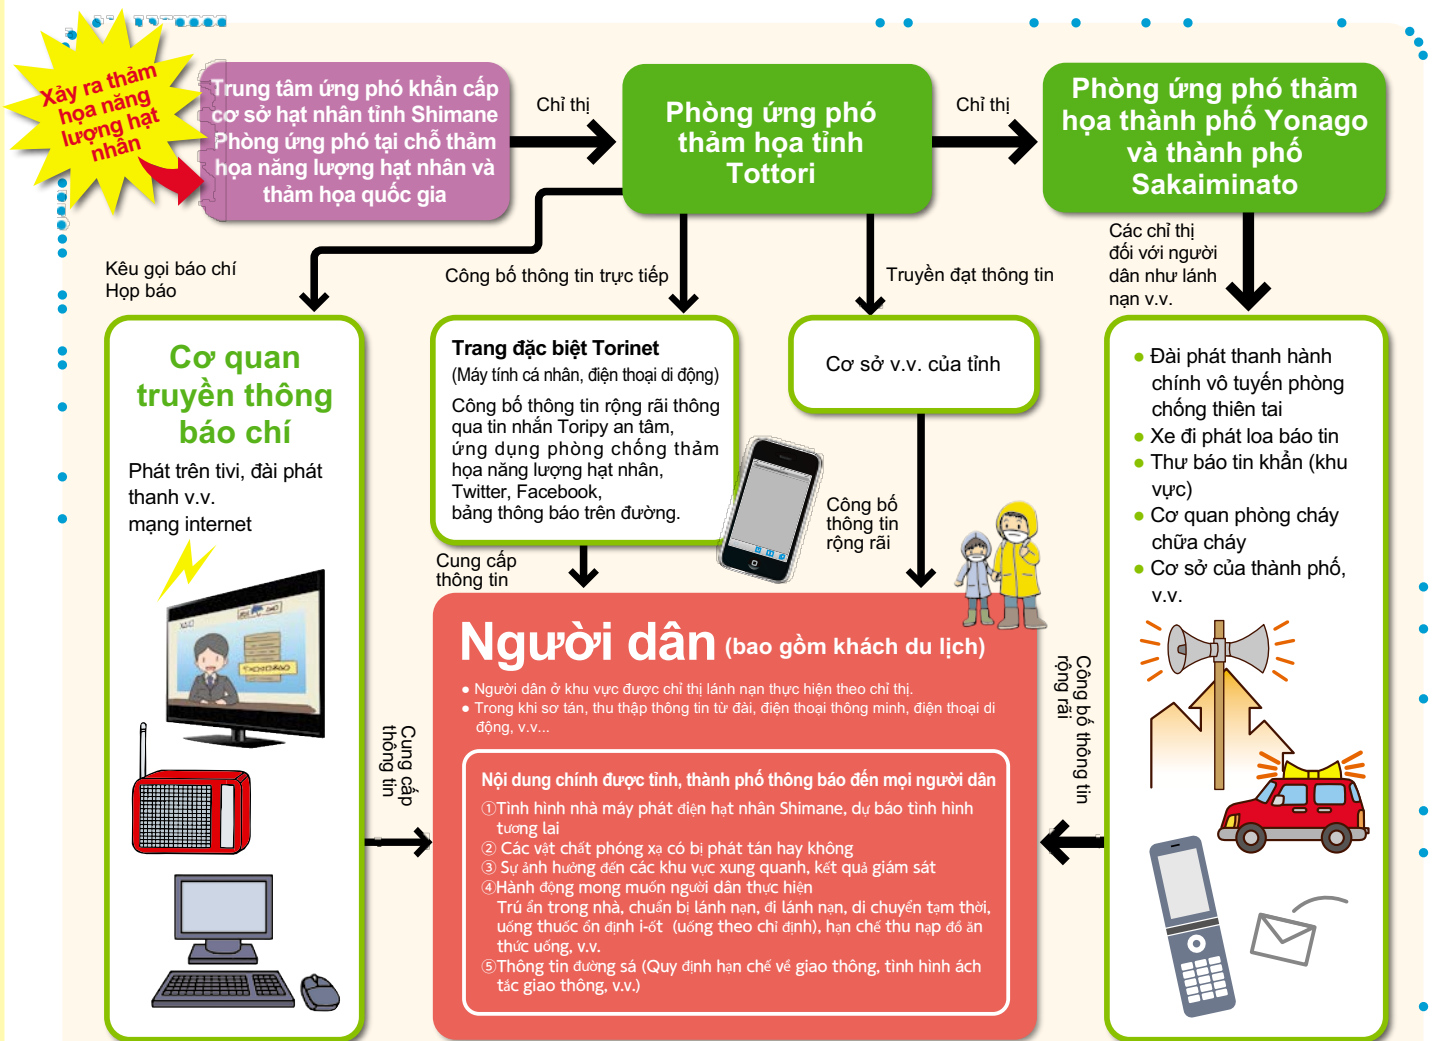 Xảy ra thảm
họa năng
lượng hạt
nhân
Trung tâm ứng phó khẩn cấp
cơ sở hạt nhân tỉnh Shimane
Phòng ứng phó tại chỗ thảm
họa năng lượng hạt nhân và
thảm họa quốc gia
Chỉ thị
Phòng ứng phó
thảm họa tỉnh
Tottori
Chỉ thị
Phòng ứng phó thảm
họa thành phố Yonago
và thành phố
Sakaiminato
Kêu gọi báo chí
Họp báo
Công bố thông tin trực tiếp
Truyền đạt thông tin
Các chỉ thị
đối với người
dân như lánh
nạn v.v.
Cơ quan
truyền thông
báo chí
Phát trên tivi, đài phát
thanh v.v.
mạng internet
Trang đặc biệt Torinet
(Máy tính cá nhân, điện thoại di động)
Công bố thông tin rộng rãi thông
qua tin nhắn Toripy an tâm,
ứng dụng phòng chống thảm
họa năng lượng hạt nhân,
Twitter, Facebook,
bảng thông báo trên đường.
Cơ sở v.v. của tỉnh
● Đài phát thanh hành
chính vô tuyến phòng
chống thiên tai
● Xe đi phát loa báo tin
● Thư báo tin khẩn (khu
vực)
● Cơ quan phòng cháy
chữa cháy
● Cơ sở của thành phố,
v.v.
Cung cấp
thông tin
Công bố
thông tin
rộng rãi
Người dân (bao gồm khách du lịch)
● Người dân ở khu vực được chỉ thị lánh nạn thực hiện theo chỉ thị.
● Trong khi sơ tán, thu thập thông tin từ đài, điện thoại thông minh, điện thoại di
động, v.v...
Cung cấp
thông tin
Công bố thông tin
rộng rãi
Nội dung chính được tỉnh, thành phố thông báo đến mọi người dân
①Tình hình nhà máy phát điện hạt nhân Shimane, dự báo tình hình
tương lai
② Các vật chất phóng xạ có bị phát tán hay không
③ Sự ảnh hưởng đến các khu vực xung quanh, kết quả giám sát
④Hành động mong muốn người dân thực hiện
Trú ẩn trong nhà, chuẩn bị lánh nạn, đi lánh nạn, di chuyển tạm thời,
uống thuốc ổn định i-ốt (uống theo chỉ định), hạn chế thu nạp đồ ăn
thức uống, v.v.
⑤Thông tin đường sá (Quy định hạn chế về giao thông, tình hình ách
tắc giao thông, v.v.)